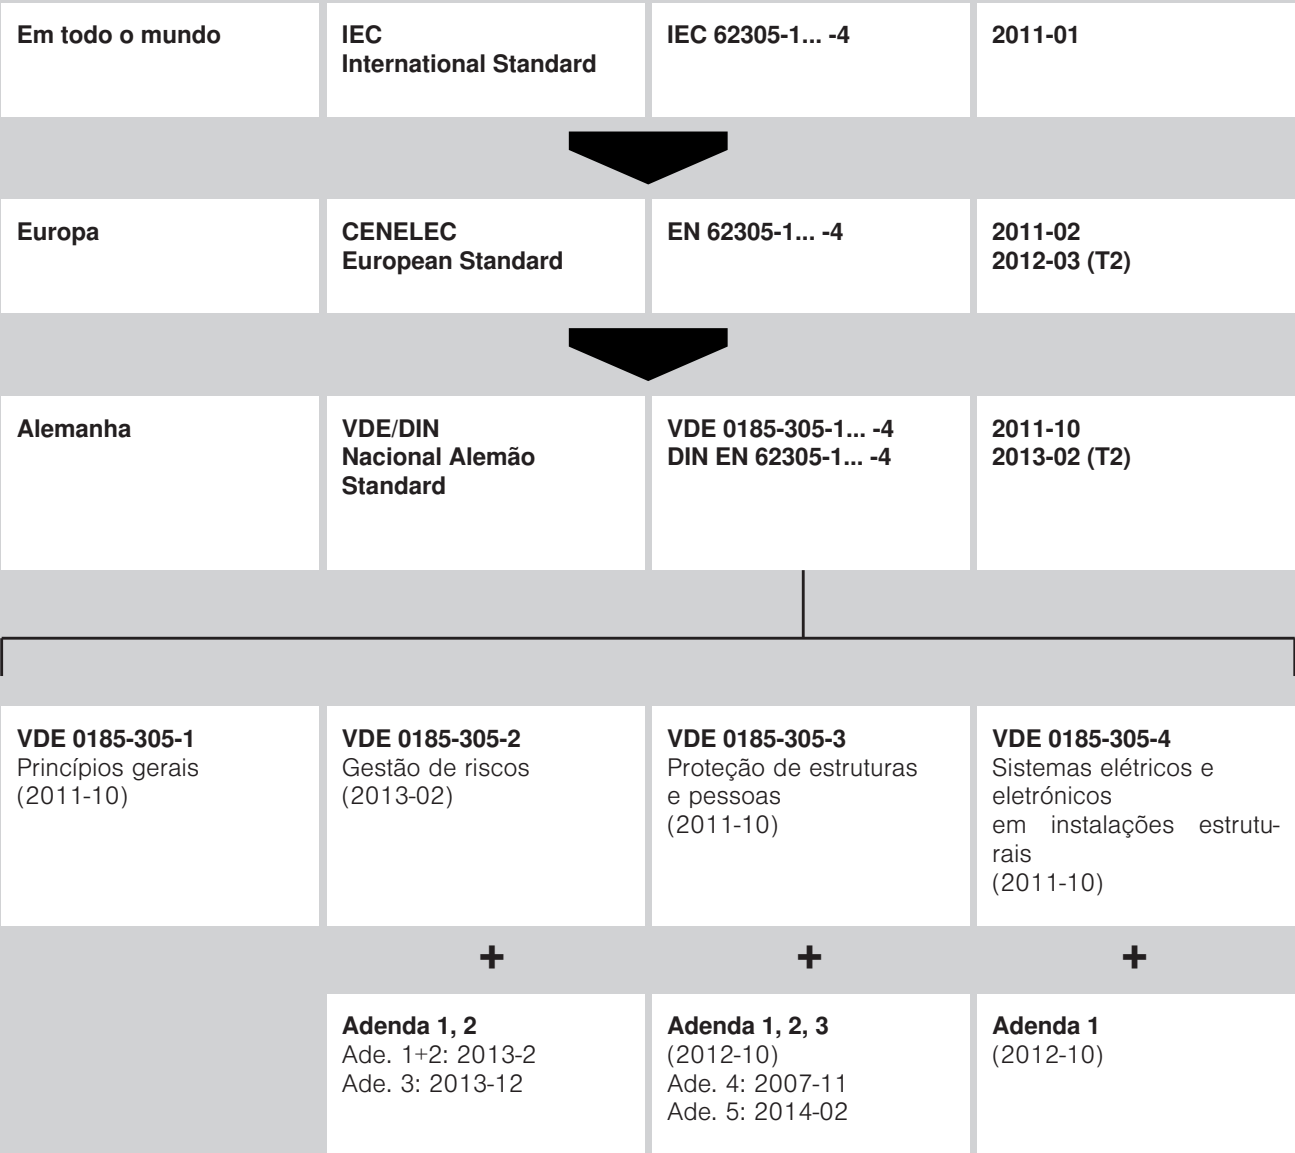 Em todo o mundo
IEC
International Standard
IEC 62305-1... -4
2011-01
Europa
CENELEC
European Standard
EN 62305-1... -4
2011-02
2012-03 (T2)
Alemanha
VDE/DIN
Nacional Alemão
Standard
VDE 0185-305-1... -4
DIN EN 62305-1... -4
2011-10
2013-02 (T2)
VDE 0185-305-1
Princípios gerais
(2011-10)
VDE 0185-305-2
Gestão de riscos
(2013-02)
VDE 0185-305-3
Proteção de estruturas
e pessoas
(2011-10)
VDE 0185-305-4
Sistemas elétricos e
eletrónicos
em instalações estrutu-
rais
(2011-10)
+
+
+
Adenda 1, 2
Ade. 1+2: 2013-2
Ade. 3: 2013-12
Adenda 1, 2, 3
(2012-10)
Ade. 4: 2007-11
Ade. 5: 2014-02
Adenda 1
(2012-10)